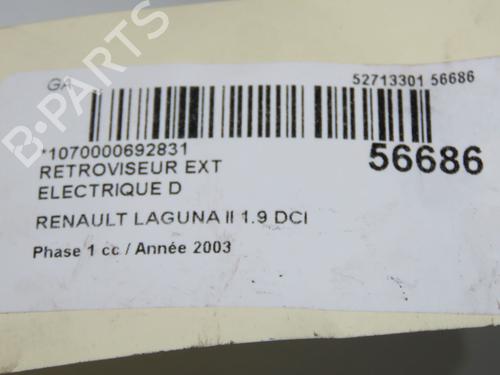 GA
52713301 56686
*1070000692831
56686
RETROVISEUR EXT
ELECTRIQUE D
RENAULT LAGUNA II 1.9 DCI
Phase 1 cc / Année 2003
B-PARTS